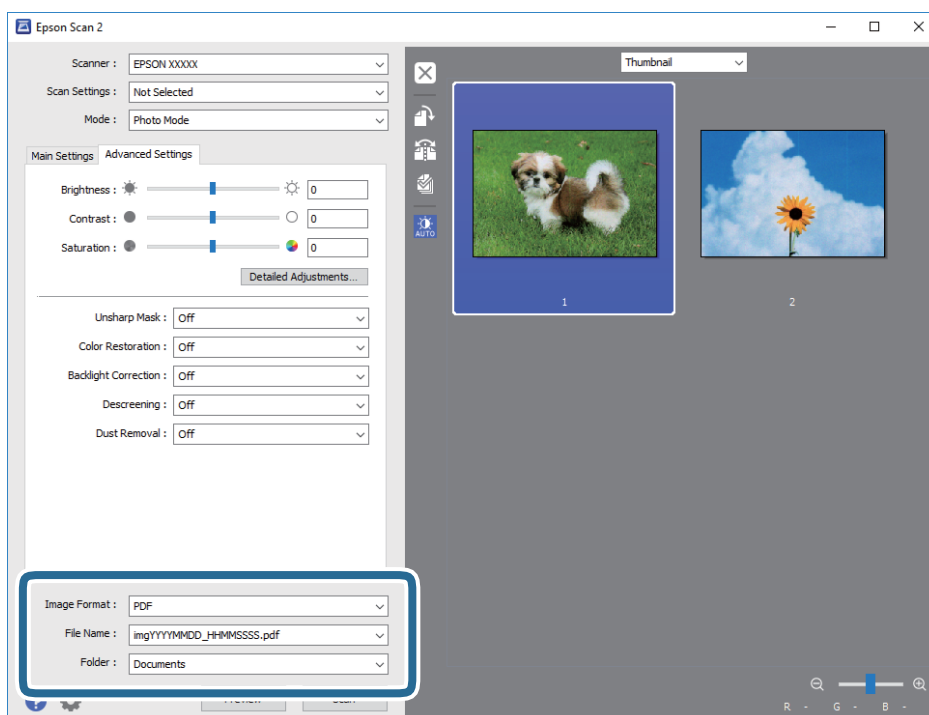 Epson Scan 2
Scanner : EPSON XXXXX
Scan Settings : Not Selected
Mode : Photo Mode
Main Settings Advanced Settings
Brightness : 0
Contrast : 0
Saturation : 0
Detailed Adjustments...
Unsharp Mask : Off
Color Restoration : Off
Backlight Correction : Off
Descreening : Off
Dust Removal : Off
Image Format : PDF
File Name : imgYYYYMMDD_HHMMSSSS.pdf
Folder : Documents
Preview Scan
AUTO
Thumbnail
1 2
R - G - B -